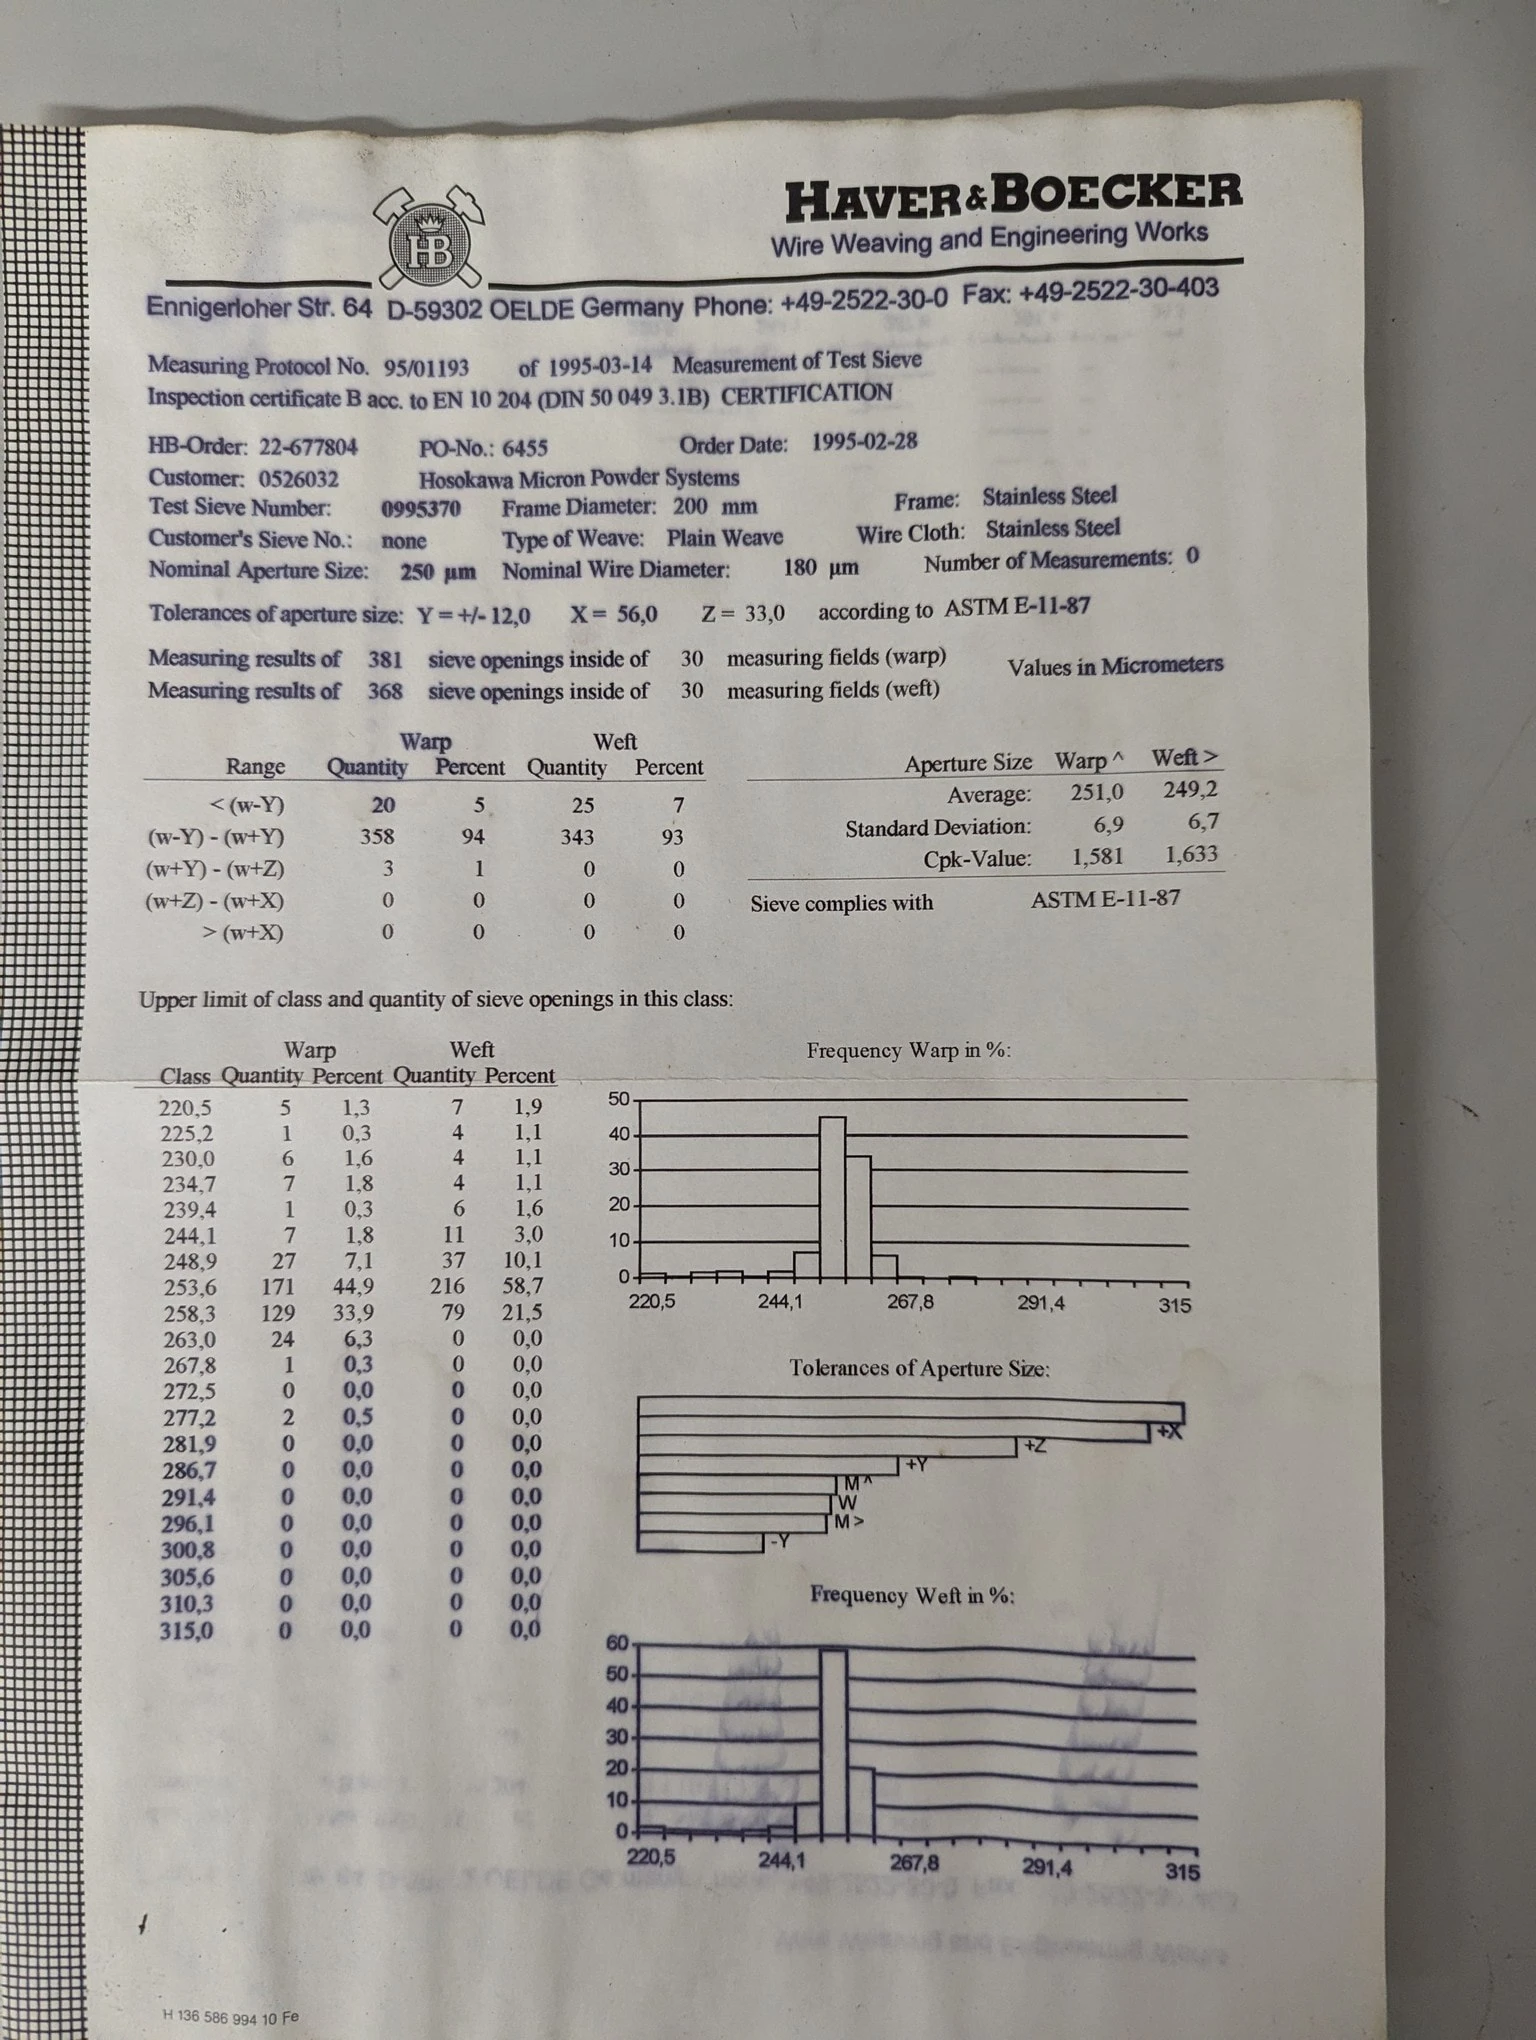 HB
HAVER&BOECKER
Wire Weaving and Engineering Works
Ennigerloher Str. 64 D-59302 OELDE Germany Phone: +49-2522-30-0 Fax: +49-2522-30-403
Measuring Protocol No. 95/01193 of 1995-03-14 Measurement of Test Sieve
Inspection certificate B acc. to EN 10 204 (DIN 50 049 3.1B) CERTIFICATION
HB-Order: 22-677804 PO-No.: 6455 Order Date: 1995-02-28
Customer: 0526032 Hosokawa Micron Powder Systems
Test Sieve Number: 0995370 Frame Diameter: 200 mm Frame: Stainless Steel
Customer's Sieve No.: none Type of Weave: Plain Weave Wire Cloth: Stainless Steel
Nominal Aperture Size: 250 µm Nominal Wire Diameter: 180 µm Number of Measurements: 0
Tolerances of aperture size: Y = +/- 12,0 X = 56,0 Z = 33,0 according to ASTM E-11-87
Measuring results of 381 sieve openings inside of 30 measuring fields (warp) Values in Micrometers
Measuring results of 368 sieve openings inside of 30 measuring fields (weft)
Warp Weft
Range Quantity Percent Quantity Percent
< (w-Y) 20 5 25 7
(w-Y) - (w+Y) 358 94 343 93
(w+Y) - (w+Z) 3 1 0 0
(w+Z) - (w+X) 0 0 0 0
> (w+X) 0 0 0 0
Aperture Size Warp ^ Weft >
Average: 251,0 249,2
Standard Deviation: 6,9 6,7
Cpk-Value: 1,581 1,633
Sieve complies with ASTM E-11-87
Upper limit of class and quantity of sieve openings in this class:
Warp Weft
Class Quantity Percent Quantity Percent
220,5 5 1,3 7 1,9
225,2 1 0,3 4 1,1
230,0 6 1,6 4 1,1
234,7 7 1,8 4 1,1
239,4 1 0,3 6 1,6
244,1 7 1,8 11 3,0
248,9 27 7,1 37 10,1
253,6 171 44,9 216 58,7
258,3 129 33,9 79 21,5
263,0 24 6,3 0 0,0
267,8 1 0,3 0 0,0
272,5 0 0,0 0 0,0
277,2 2 0,5 0 0,0
281,9 0 0,0 0 0,0
286,7 0 0,0 0 0,0
291,4 0 0,0 0 0,0
296,1 0 0,0 0 0,0
300,8 0 0,0 0 0,0
305,6 0 0,0 0 0,0
310,3 0 0,0 0 0,0
315,0 0 0,0 0 0,0
Frequency Warp in %:
50
40
30
20
10
0
220,5 244,1 267,8 291,4 315
Tolerances of Aperture Size:
+X
+Z
+Y
M ^
W
M >
-Y
Frequency Weft in %:
60
50
40
30
20
10
0
220,5 244,1 267,8 291,4 315
H 136 586 994 10 Fe